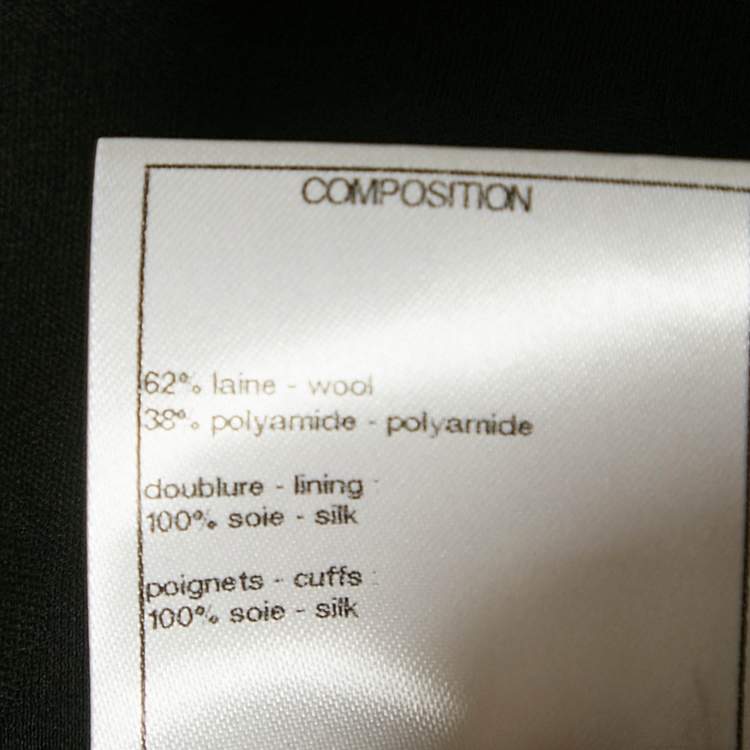 COMPOSITION
62% laine - wool
38% polyamide - polyamide
doublure - lining :
100% soie - silk
poignets - cuffs :
100% soie - silk